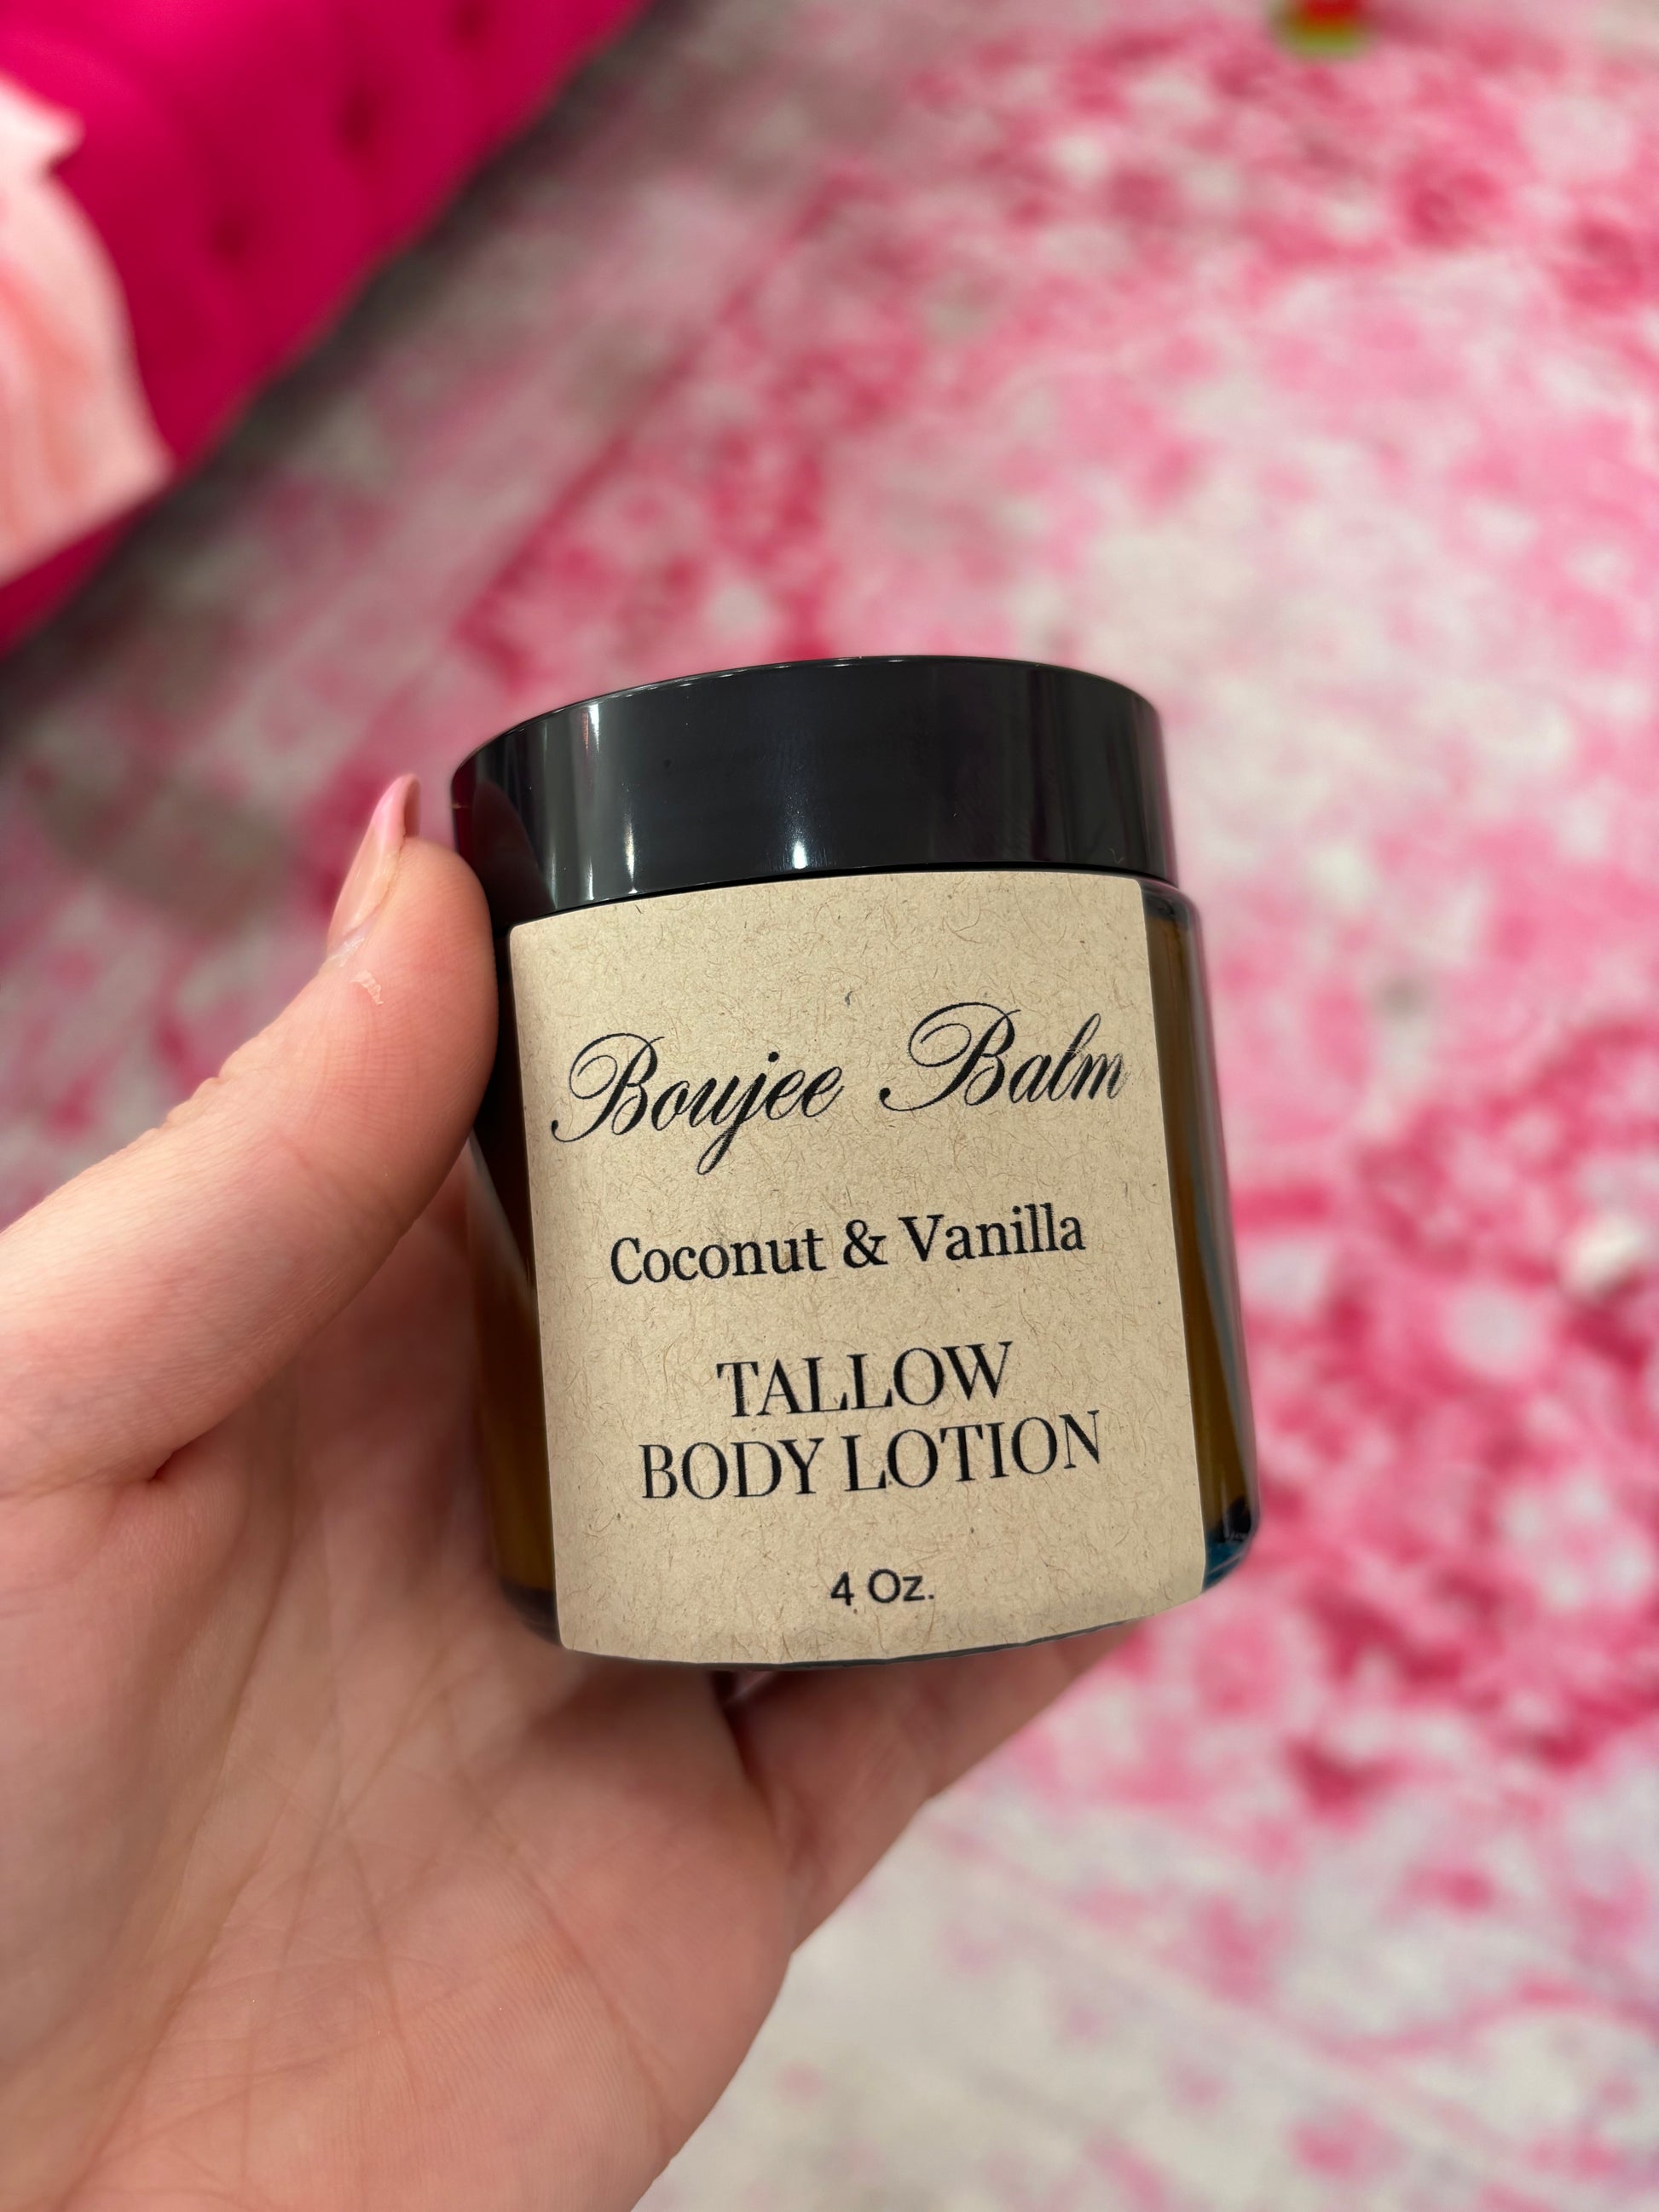 Boujee Balm
Coconut & Vanilla
TALLOW
BODY LOTION
4 Oz.